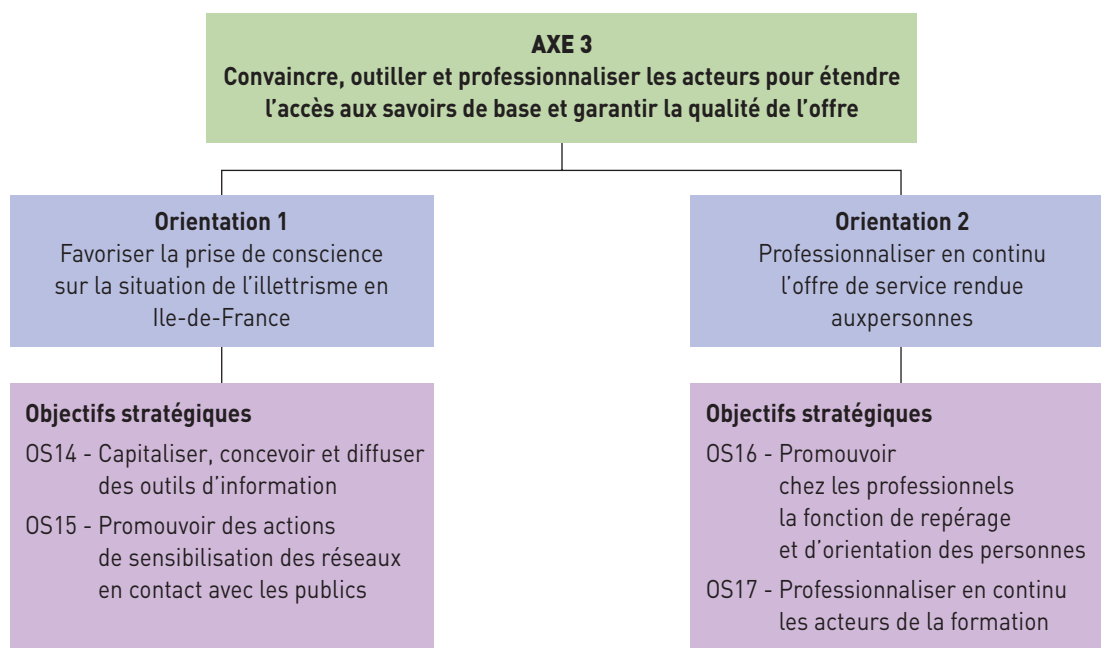 AXE 3
Convaincre, outiller et professionnaliser les acteurs pour étendre
l’accès aux savoirs de base et garantir la qualité de l’offre
Orientation 1
Favoriser la prise de conscience
sur la situation de l’illettrisme en
Ile-de-France
Orientation 2
Professionnaliser en continu
l’offre de service rendue
auxpersonnes
Objectifs stratégiques
OS14 - Capitaliser, concevoir et diffuser
des outils d’information
OS15 - Promouvoir des actions
de sensibilisation des réseaux
en contact avec les publics
Objectifs stratégiques
OS16 - Promouvoir
chez les professionnels
la fonction de repérage
et d’orientation des personnes
OS17 - Professionnaliser en continu
les acteurs de la formation